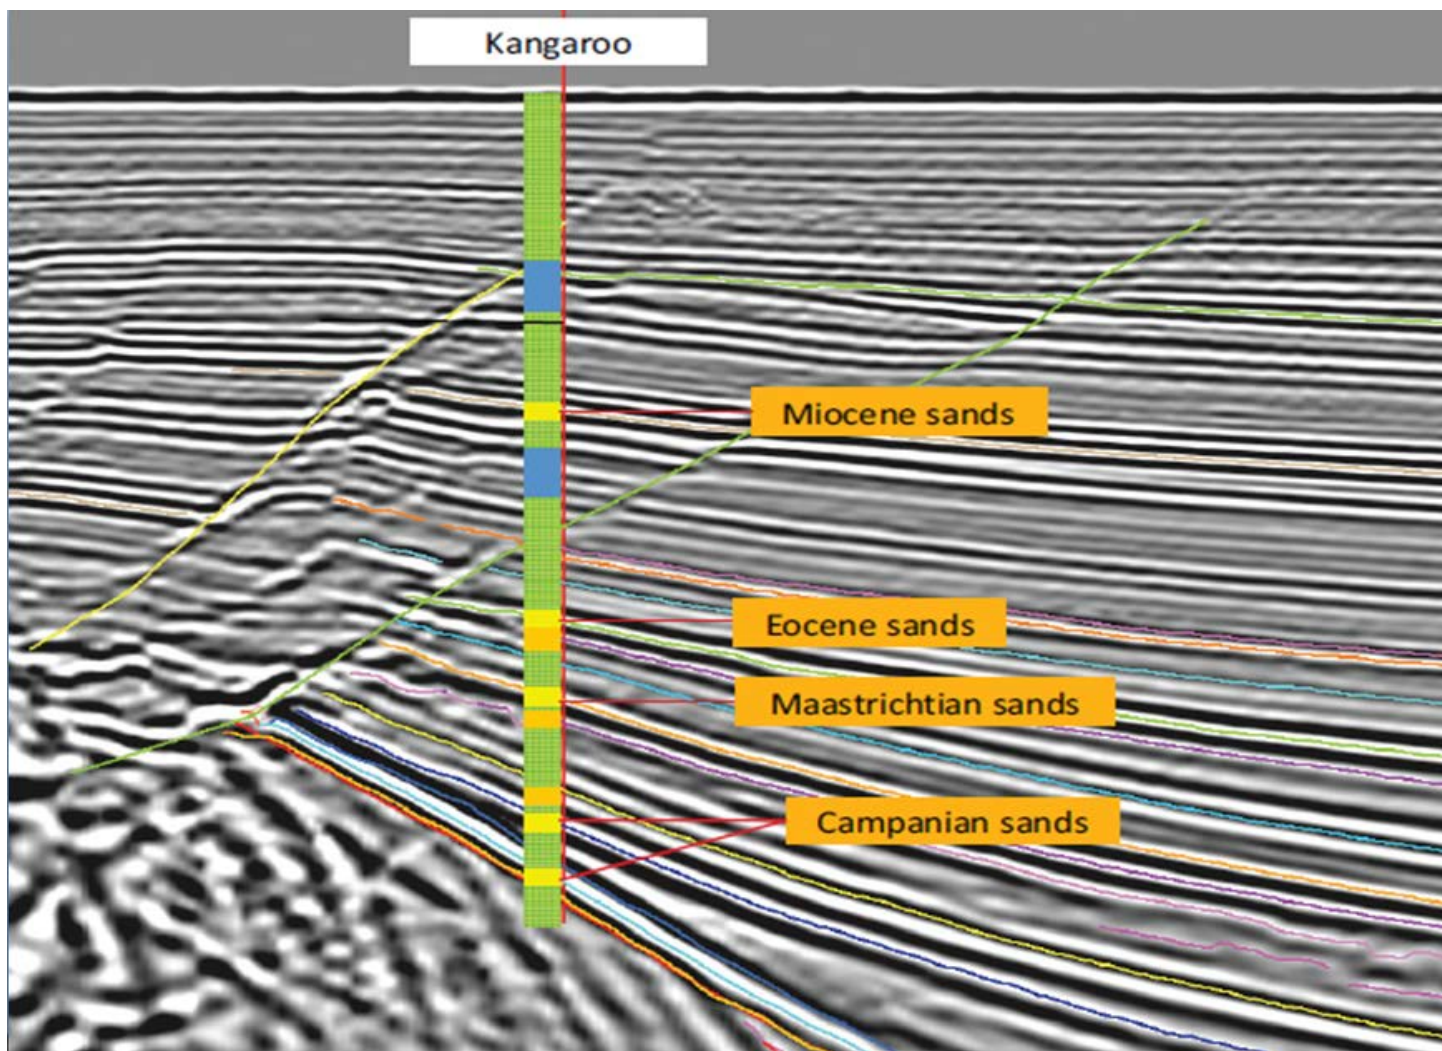 Kangaroo
Miocene sands
Eocene sands
Maastrichtian sands
Campanian sands